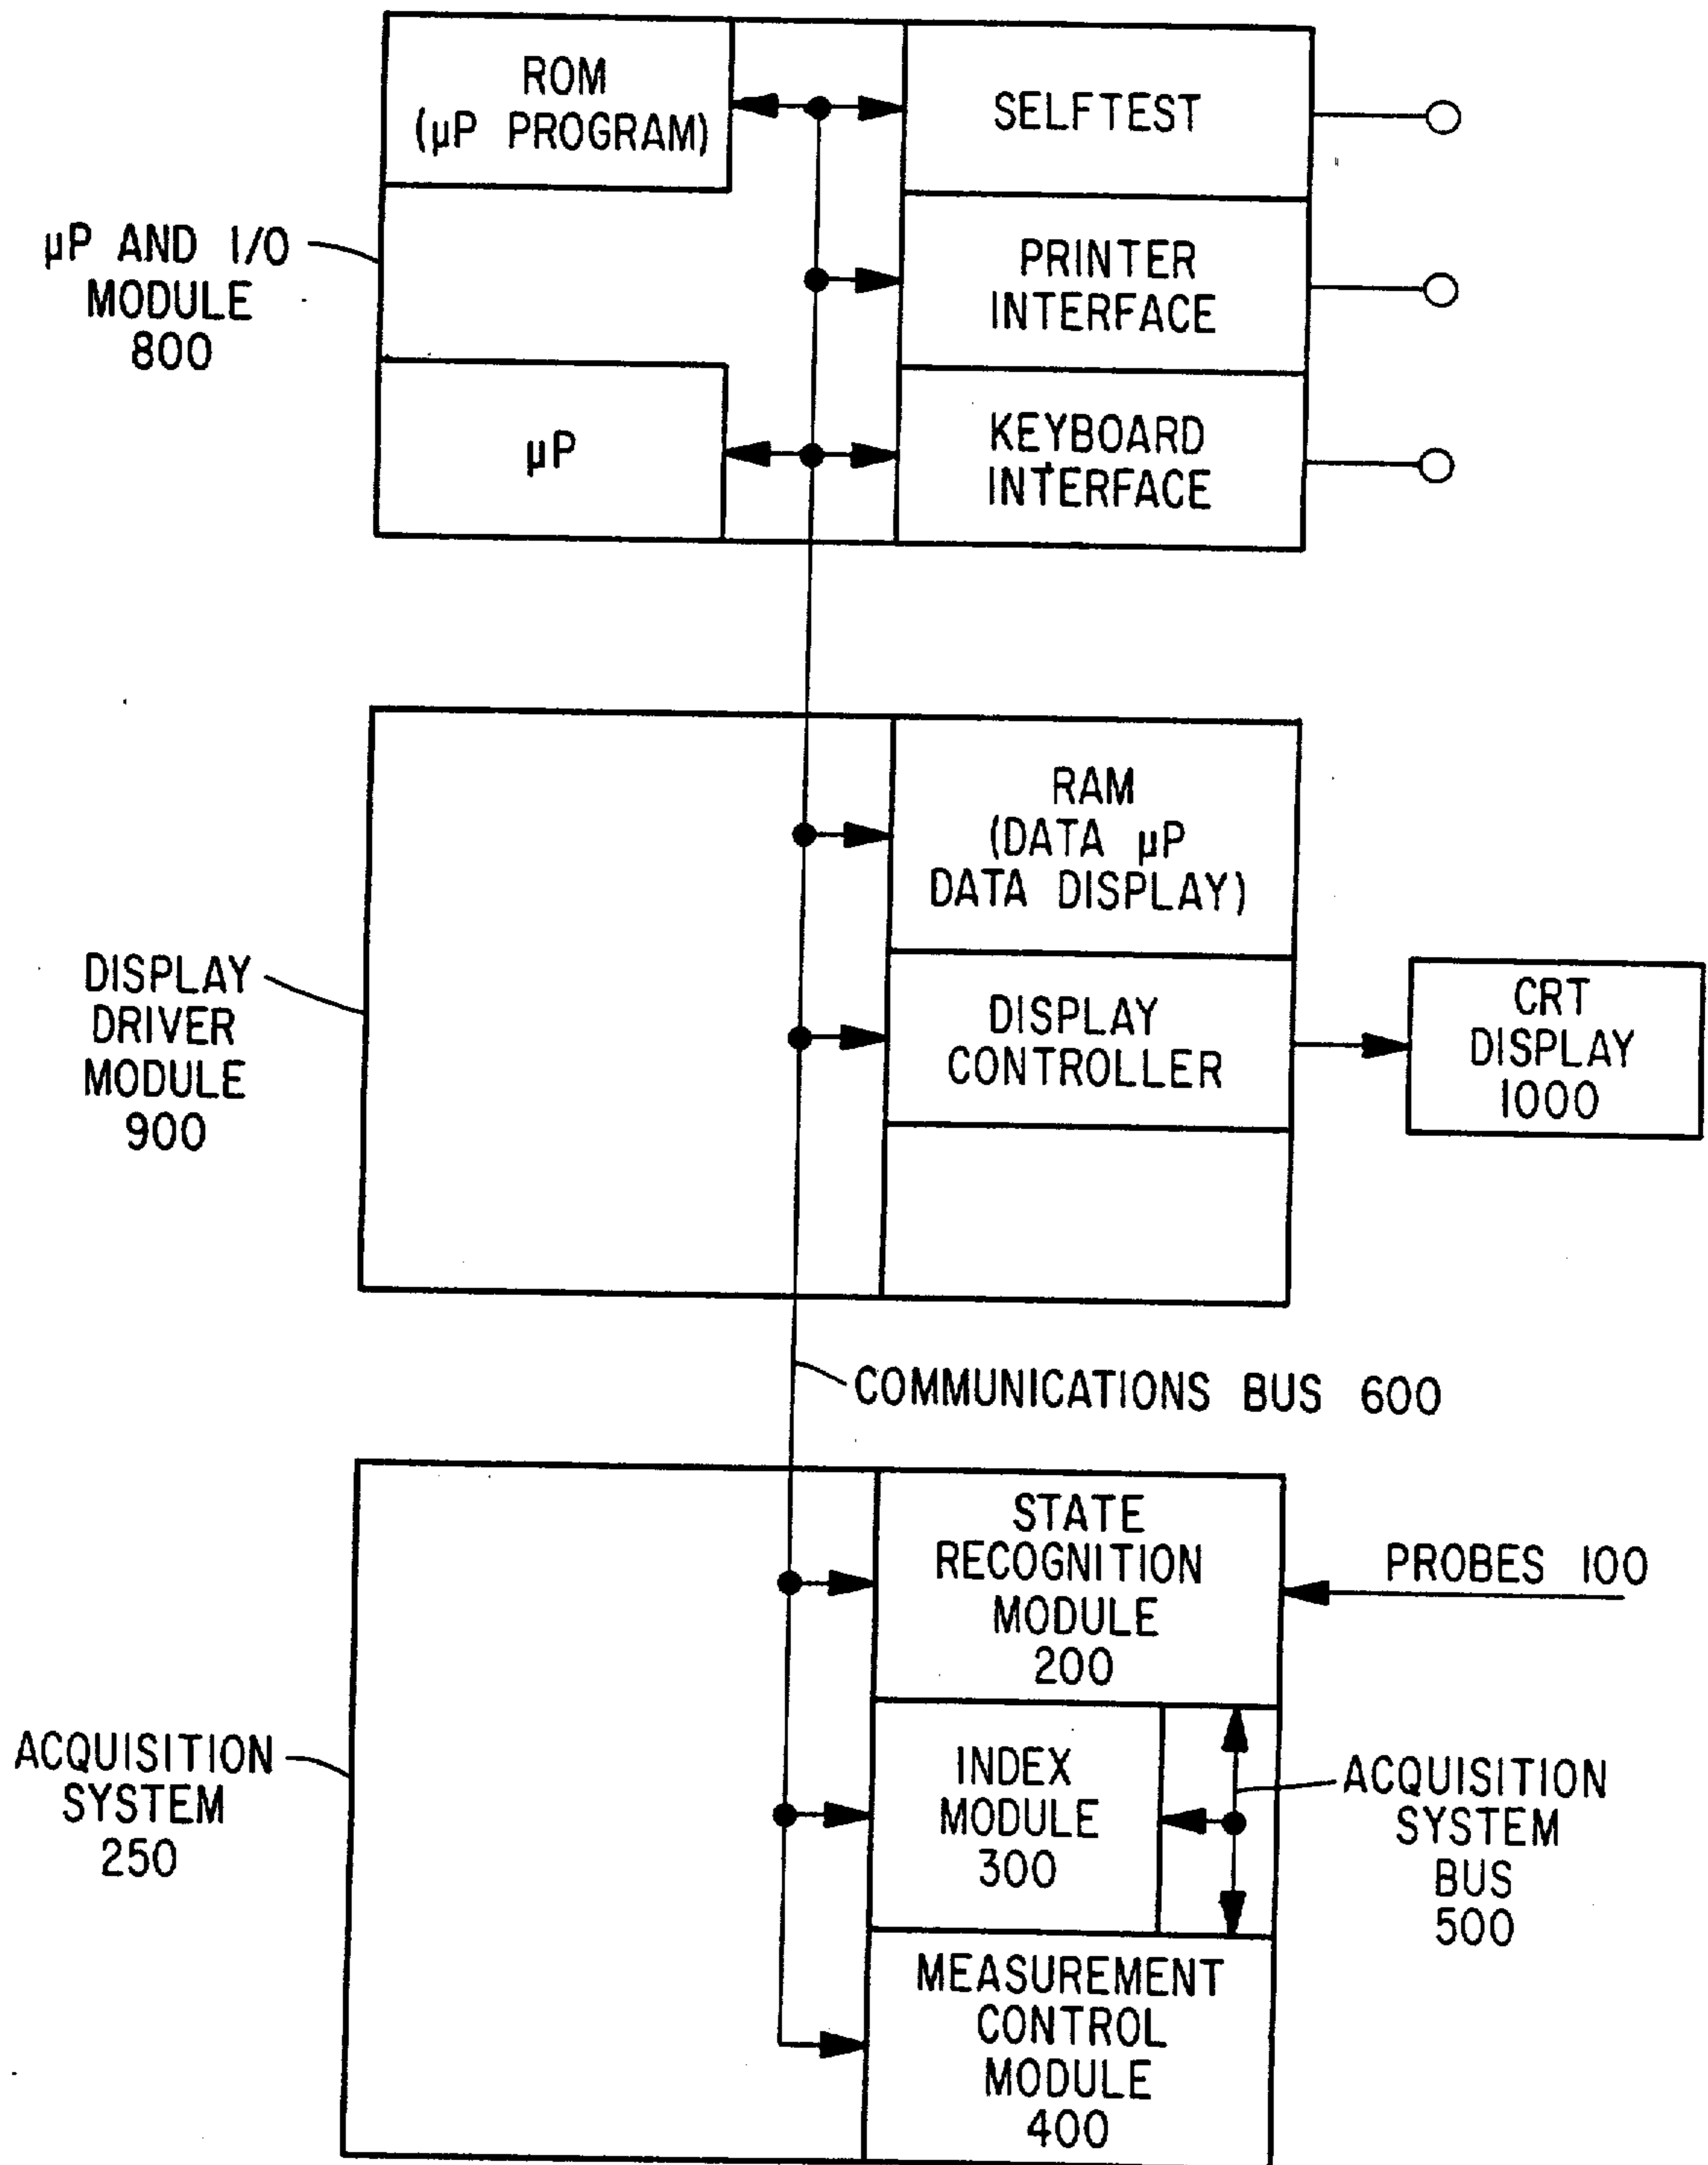 ROM
(µP PROGRAM)
SELFTEST
µP AND I/O
MODULE
800
PRINTER
INTERFACE
µP
KEYBOARD
INTERFACE
RAM
(DATA µP
DATA DISPLAY)
DISPLAY
DRIVER
MODULE
900
DISPLAY
CONTROLLER
CRT
DISPLAY
1000
COMMUNICATIONS BUS 600
STATE
RECOGNITION
MODULE
200
PROBES 100
ACQUISITION
SYSTEM
250
INDEX
MODULE
300
ACQUISITION
SYSTEM
BUS
500
MEASUREMENT
CONTROL
MODULE
400